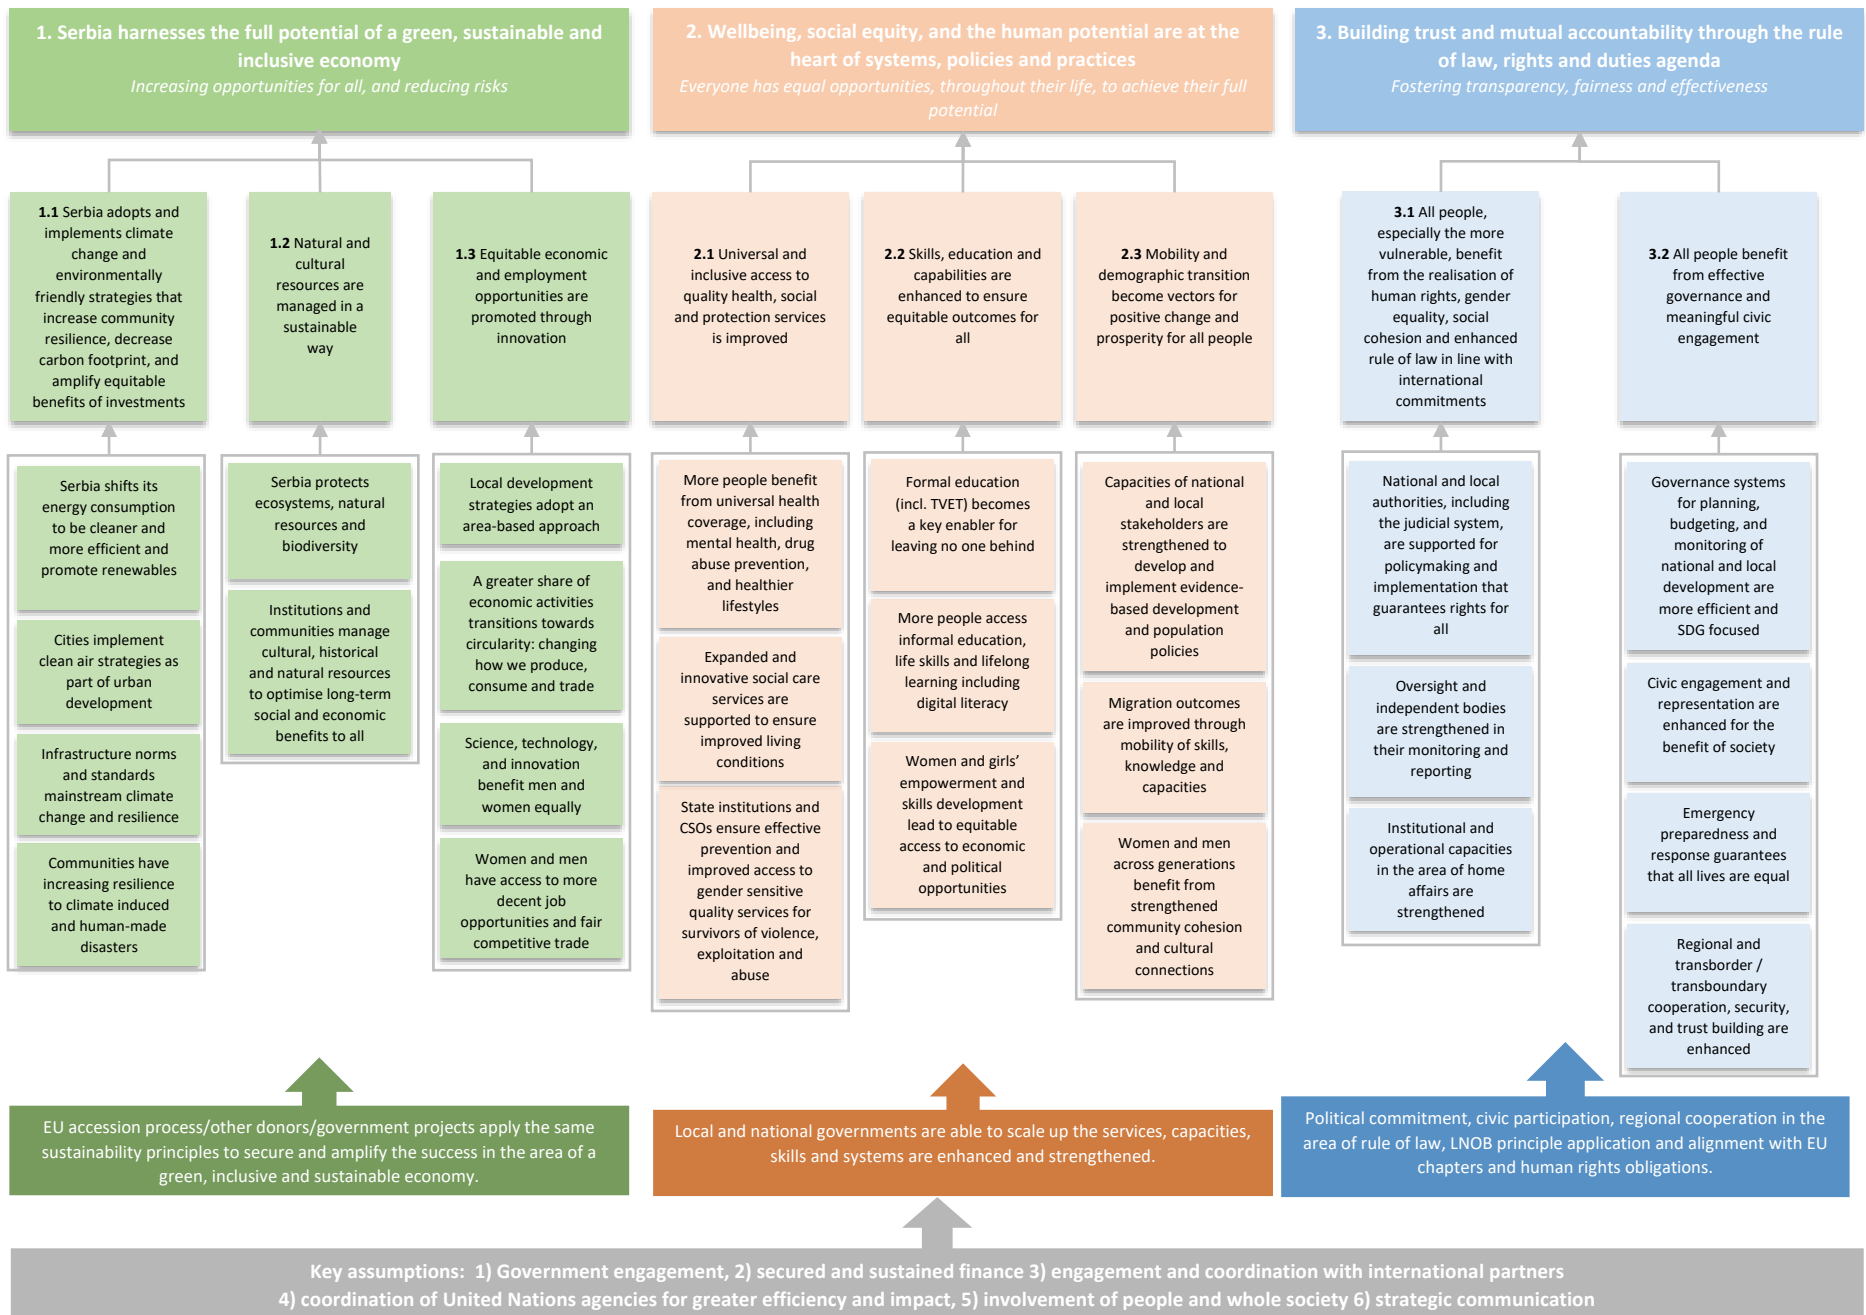 1. Serbia harnesses the full potential of a green, sustainable and
inclusive economy
Increasing opportunities for all, and reducing risks
2. Wellbeing, social equity, and the human potential are at the
heart of systems, policies and practices
Everyone has equal opportunities, throughout their life, to achieve their full
potential
3. Building trust and mutual accountability through the rule
of law, rights and duties agenda
Fostering transparency, fairness and effectiveness
1.1 Serbia adopts and
implements climate
change and
environmentally
friendly strategies that
increase community
resilience, decrease
carbon footprint, and
amplify equitable
benefits of investments
1.2 Natural and
cultural
resources are
managed in a
sustainable
way
1.3 Equitable economic
and employment
opportunities are
promoted through
innovation
2.1 Universal and
inclusive access to
quality health, social
and protection services
is improved
2.2 Skills, education and
capabilities are
enhanced to ensure
equitable outcomes for
all
2.3 Mobility and
demographic transition
become vectors for
positive change and
prosperity for all people
3.1 All people,
especially the more
vulnerable, benefit
from the realisation of
human rights, gender
equality, social
cohesion and enhanced
rule of law in line with
international
commitments
3.2 All people benefit
from effective
governance and
meaningful civic
engagement
Serbia shifts its
energy consumption
to be cleaner and
more efficient and
promote renewables
Cities implement
clean air strategies as
part of urban
development
Infrastructure norms
and standards
mainstream climate
change and resilience
Communities have
increasing resilience
to climate induced
and human-made
disasters
Serbia protects
ecosystems, natural
resources and
biodiversity
Institutions and
communities manage
cultural, historical
and natural resources
to optimise long-term
social and economic
benefits to all
Local development
strategies adopt an
area-based approach
A greater share of
economic activities
transitions towards
circularity: changing
how we produce,
consume and trade
Science, technology,
and innovation
benefit men and
women equally
Women and men
have access to more
decent job
opportunities and fair
competitive trade
More people benefit
from universal health
coverage, including
mental health, drug
abuse prevention,
and healthier
lifestyles
Expanded and
innovative social care
services are
supported to ensure
improved living
conditions
State institutions and
CSOs ensure effective
prevention and
improved access to
gender sensitive
quality services for
survivors of violence,
exploitation and
abuse
Formal education
(incl. TVET) becomes
a key enabler for
leaving no one behind
More people access
informal education,
life skills and lifelong
learning including
digital literacy
Women and girls’
empowerment and
skills development
lead to equitable
access to economic
and political
opportunities
Capacities of national
and local
stakeholders are
strengthened to
develop and
implement evidence-
based development
and population
policies
Migration outcomes
are improved through
mobility of skills,
knowledge and
capacities
Women and men
across generations
benefit from
strengthened
community cohesion
and cultural
connections
National and local
authorities, including
the judicial system,
are supported for
policymaking and
implementation that
guarantees rights for
all
Oversight and
independent bodies
are strengthened in
their monitoring and
reporting
Institutional and
operational capacities
in the area of home
affairs are
strengthened
Governance systems
for planning,
budgeting, and
monitoring of
national and local
development are
more efficient and
SDG focused
Civic engagement and
representation are
enhanced for the
benefit of society
Emergency
preparedness and
response guarantees
that all lives are equal
Regional and
transborder /
transboundary
cooperation, security,
and trust building are
enhanced
EU accession process/other donors/government projects apply the same
sustainability principles to secure and amplify the success in the area of a
green, inclusive and sustainable economy.
Local and national governments are able to scale up the services, capacities,
skills and systems are enhanced and strengthened.
Political commitment, civic participation, regional cooperation in the
area of rule of law, LNOB principle application and alignment with EU
chapters and human rights obligations.
Key assumptions: 1) Government engagement, 2) secured and sustained finance 3) engagement and coordination with international partners
4) coordination of United Nations agencies for greater efficiency and impact, 5) involvement of people and whole society 6) strategic communication